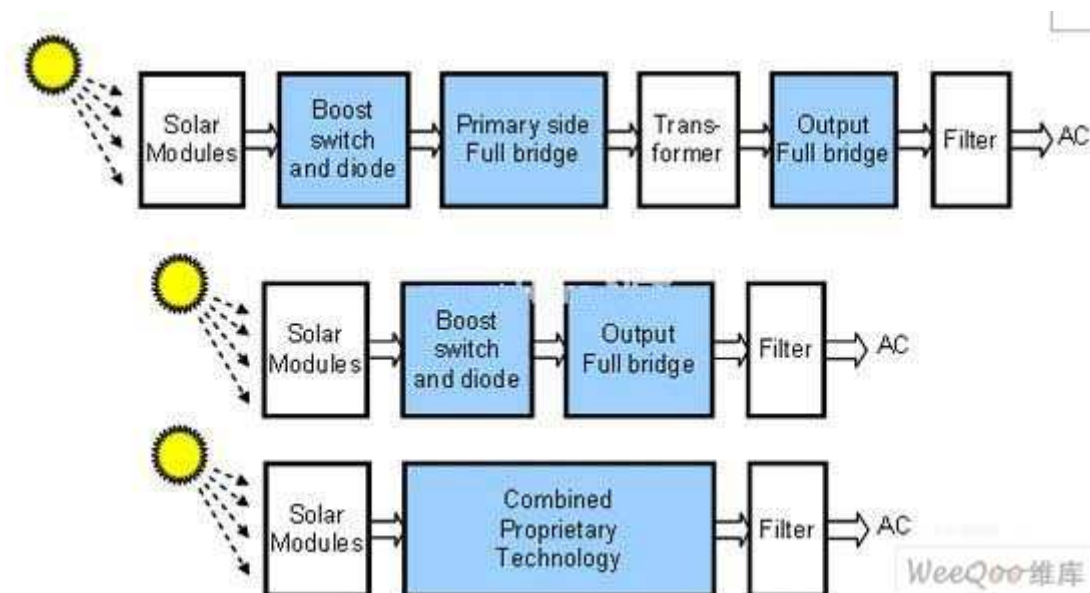 Solar
Modules
Boost
switch
and diode
Primary side
Full bridge
Trans-
former
Output
Full bridge
Filter
AC
Solar
Modules
Boost
switch
and diode
Output
Full bridge
Filter
AC
Solar
Modules
Combined
Proprietary
Technology
Filter
AC
WeeQoo维库